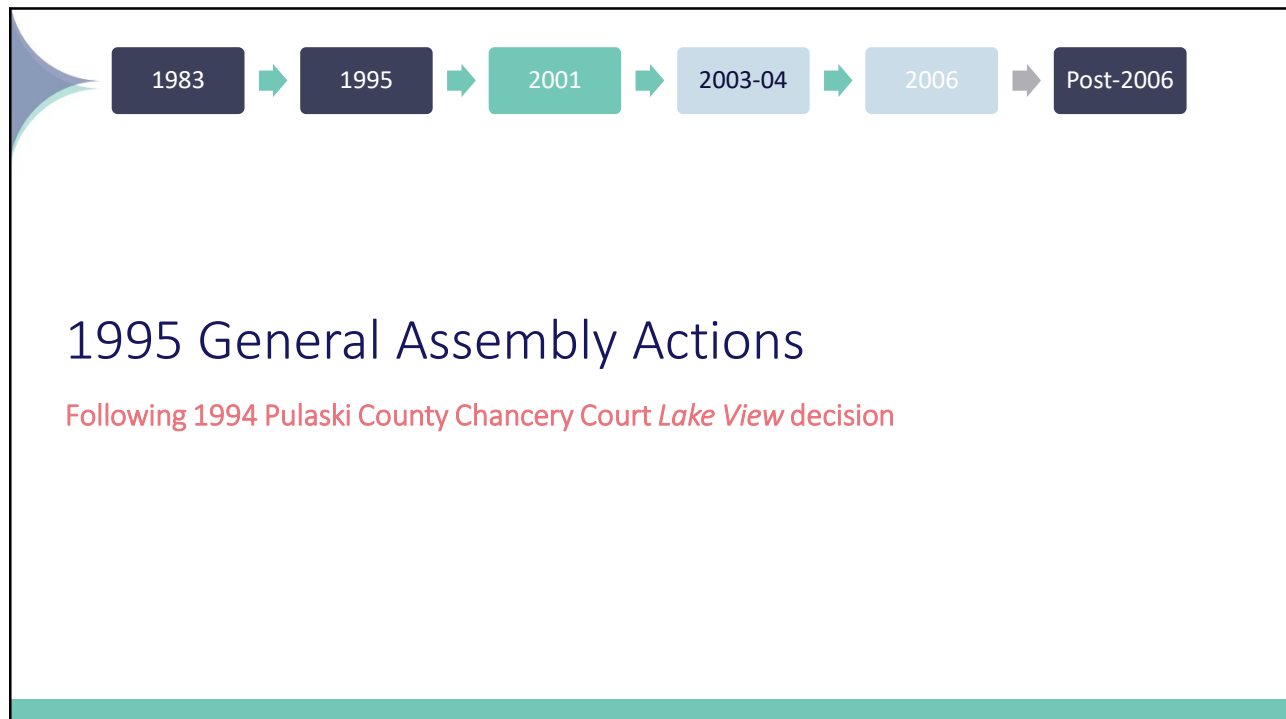 1983
1995
2001
2003-04
2006
Post-2006
1995 General Assembly Actions
Following 1994 Pulaski County Chancery Court Lake View decision